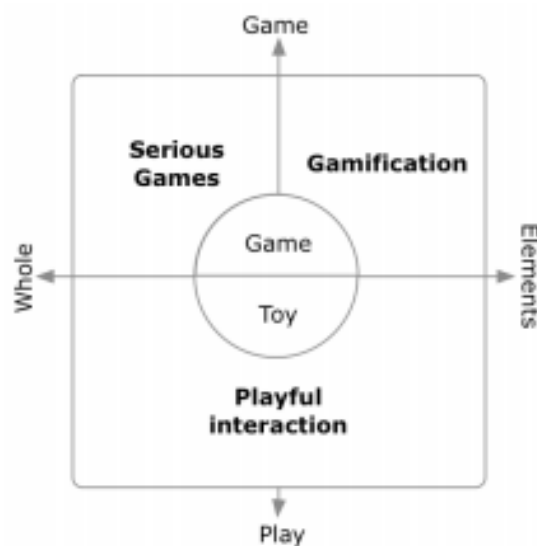 Game
Serious
Games
Gamification
Game
Whole
Elements
Toy
Playful
interaction
Play